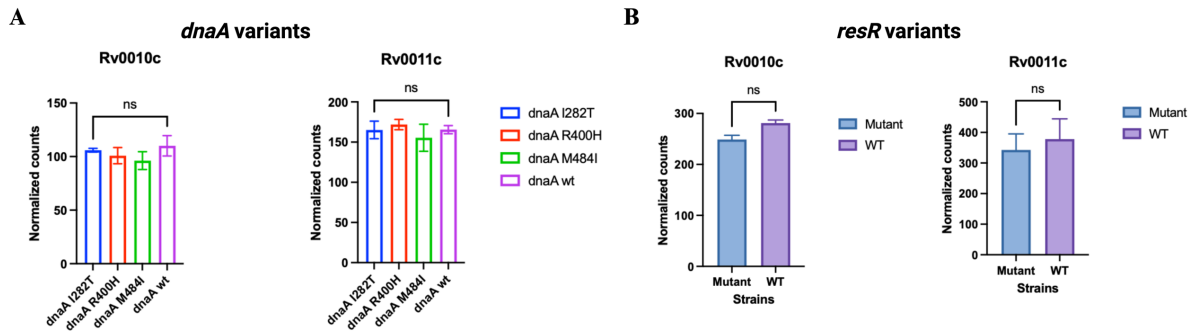 A
dnaA variants
Rv0010c
Normalized counts
150
100
50
0
ns
dnaA I282T
dnaA R400H
dnaA M484I
dnaA wt
Rv0011c
Normalized counts
200
150
100
50
0
ns
dnaA I282T
dnaA R400H
dnaA M484I
dnaA wt
dnaA I282T
dnaA R400H
dnaA M484I
dnaA wt
B
resR variants
Rv0010c
Normalized counts
300
0
ns
Mutant
WT
Strains
Mutant
WT
Rv0011c
Normalized counts
500
400
300
200
100
0
ns
Mutant
WT
Strains
Mutant
WT